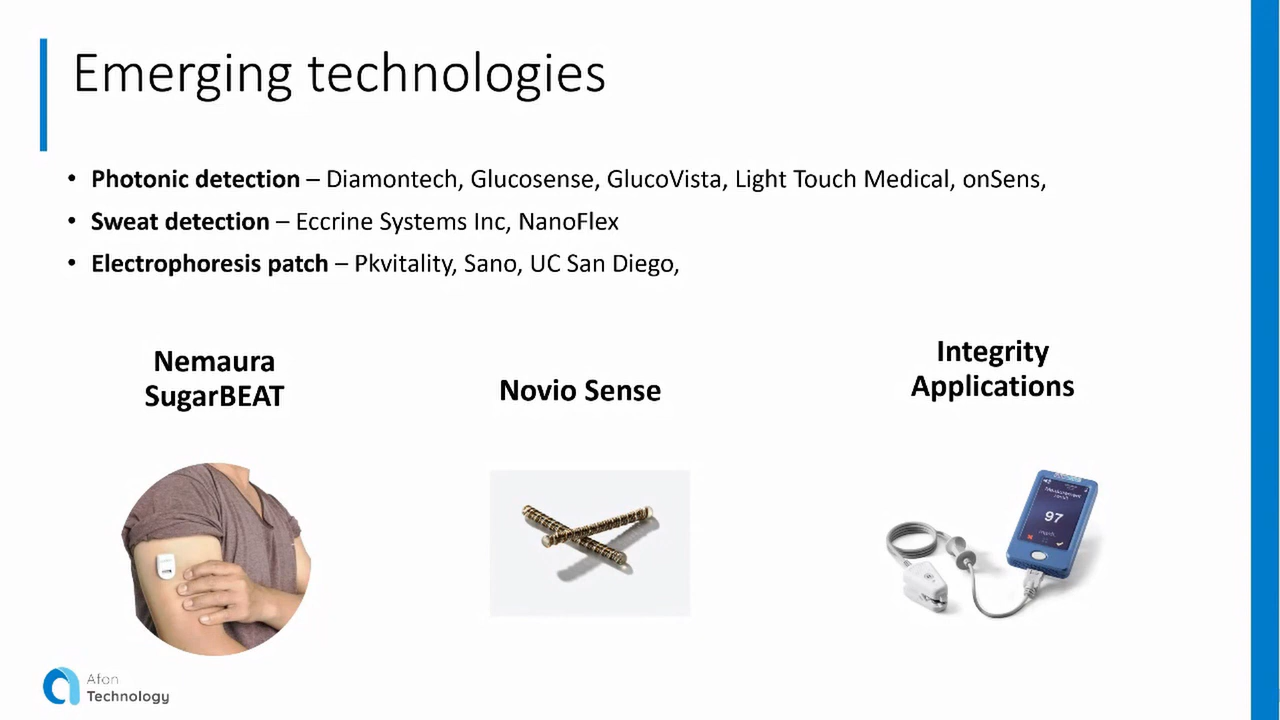 Emerging technologies
• Photonic detection – Diamontech, Glucosense, GlucoVista, Light Touch Medical, onSens,
• Sweat detection – Eccrine Systems Inc, NanoFlex
• Electrophoresis patch – Pkvitality, Sano, UC San Diego,
Nemaura
SugarBEAT
Novio Sense
Integrity
Applications
97
Afon
Technology